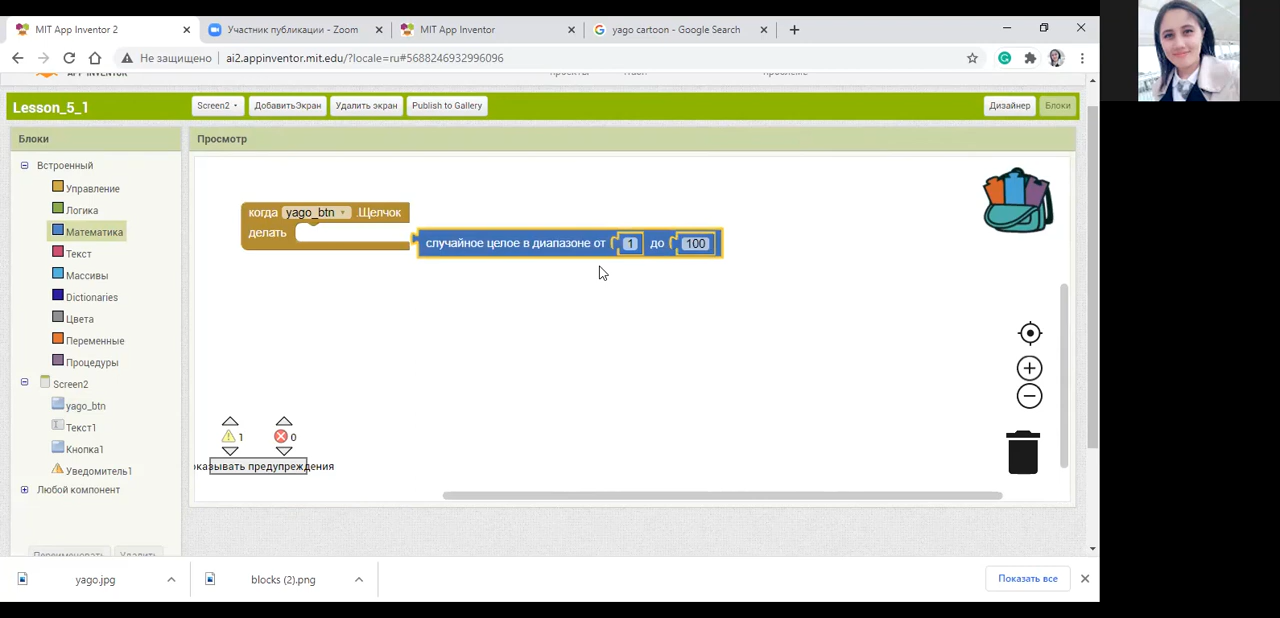 MIT App Inventor 2
Участник публикации - Zoom
MIT App Inventor
yago cartoon - Google Search
Не защищено
ai2.appinventor.mit.edu/?locale=ru#5688246932996096
Lesson_5_1
Screen2
ДобавитьЭкран
Удалить экран
Publish to Gallery
Дизайнер
Блоки
Блоки
Просмотр
Встроенный
Управление
Логика
Математика
Текст
Массивы
Dictionaries
Цвета
Переменные
Процедуры
Screen2
yago_btn
Текст1
Кнопка1
Уведомитель1
Любой компонент
Переименовать
Удалить
когда yago_btn .Щелчок
делать
случайное целое в диапазоне от 1 до 100
1
0
казывать предупреждения
yago.jpg
blocks (2).png
Показать все